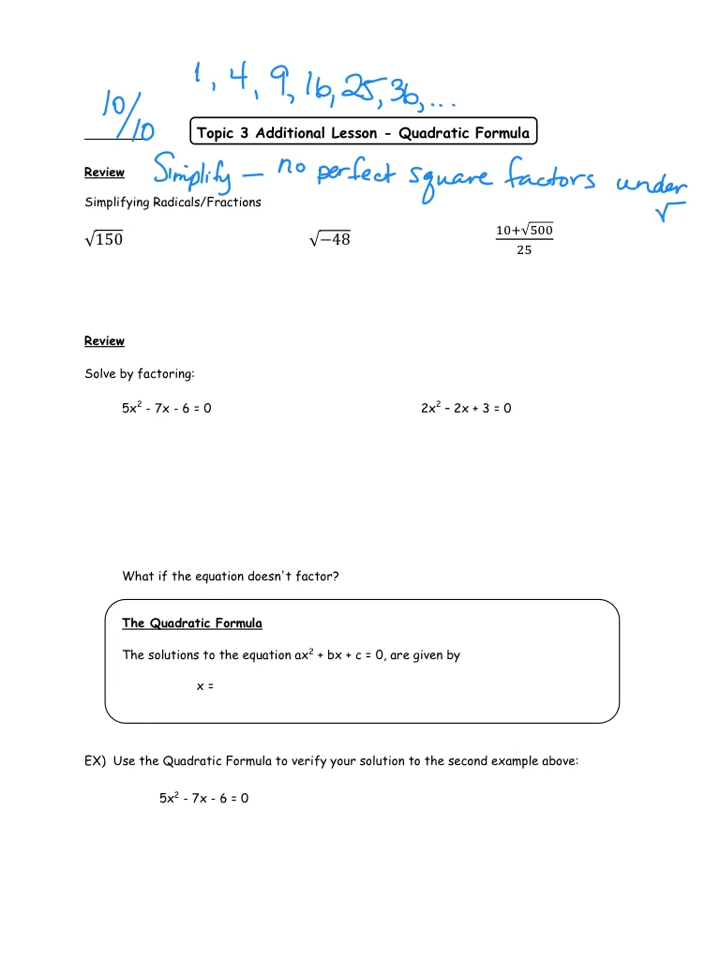 1, 4, 9, 16, 25, 36, ...
10/10
Topic 3 Additional Lesson - Quadratic Formula
Review
Simplify – no perfect square factors under √
Simplifying Radicals/Fractions
√150 √−48 (10+√500)/25
Review
Solve by factoring:
5x² - 7x - 6 = 0 2x² – 2x + 3 = 0
What if the equation doesn't factor?
The Quadratic Formula
The solutions to the equation ax² + bx + c = 0, are given by
x =
EX) Use the Quadratic Formula to verify your solution to the second example above:
5x² - 7x - 6 = 0